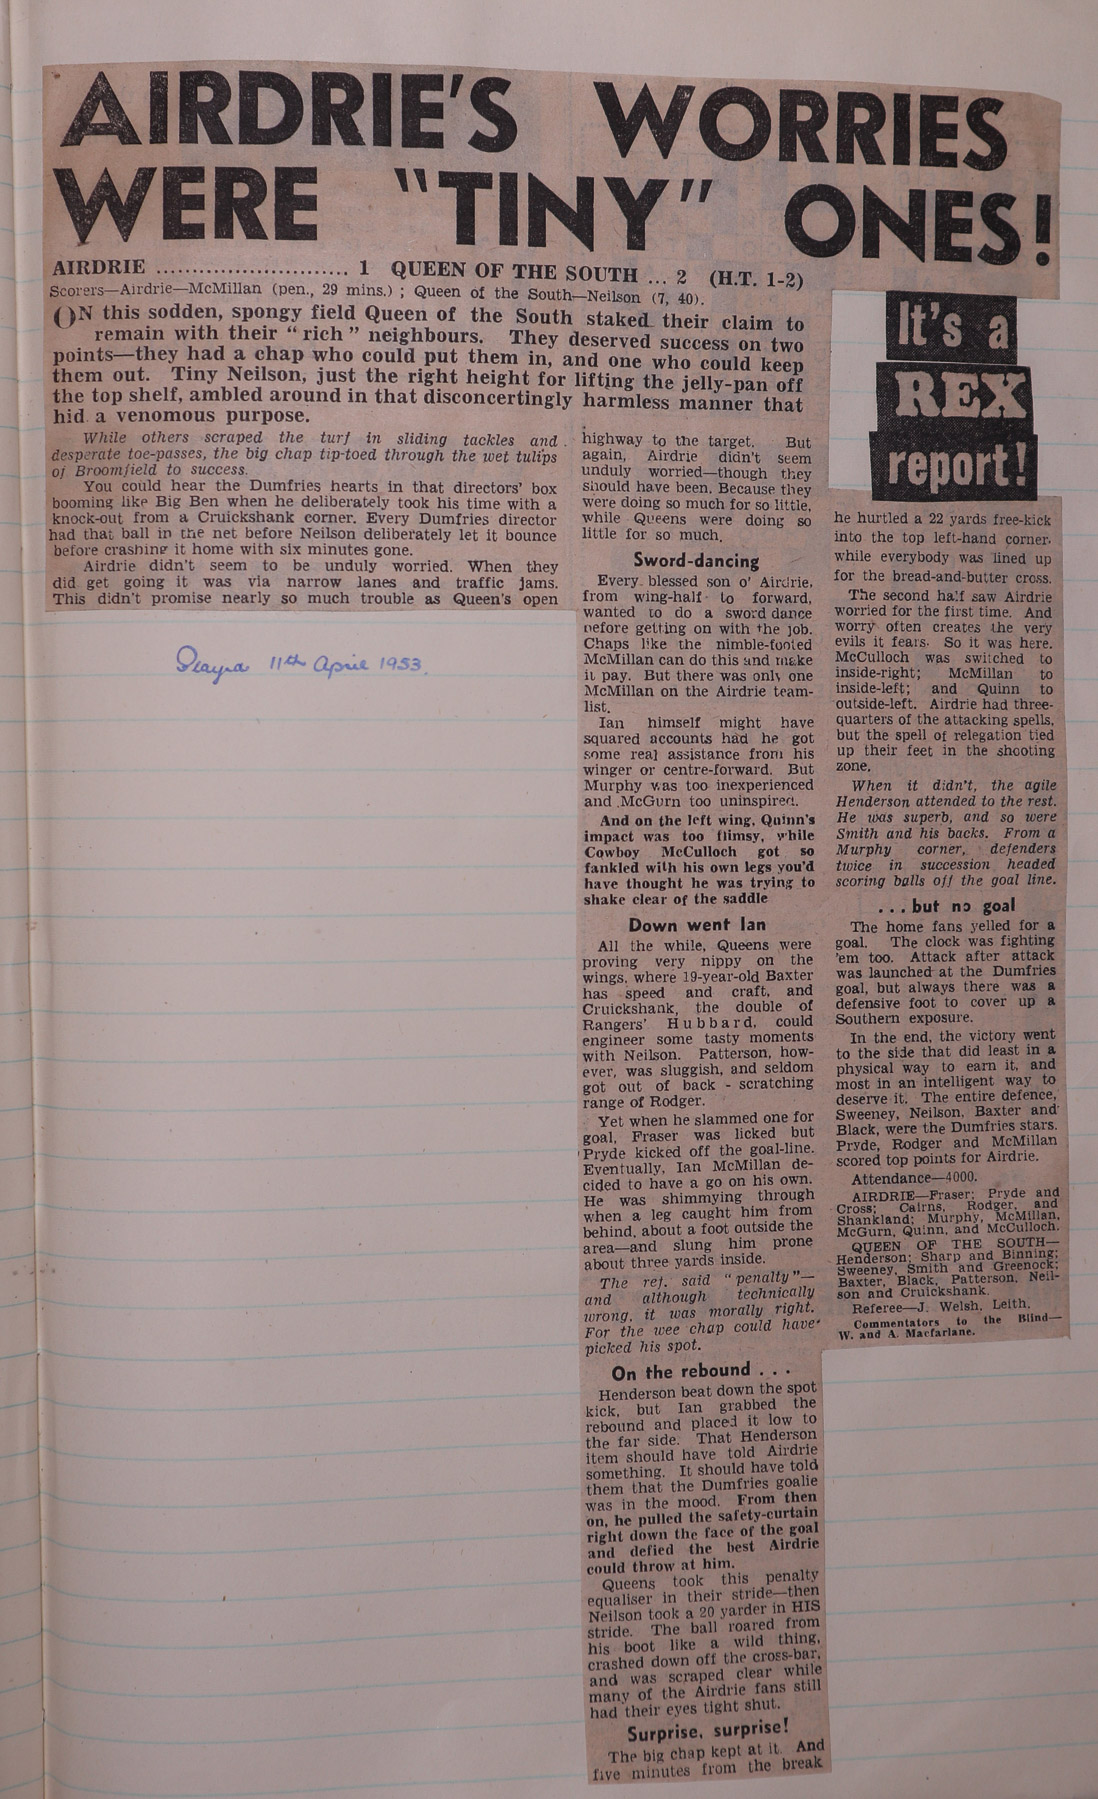 AIRDRIE'S WORRIES
WERE "TINY" ONES!
AIRDRIE ........................... 1 QUEEN OF THE SOUTH ... 2 (H.T. 1-2)
Scorers—Airdrie—McMillan (pen., 29 mins.) ; Queen of the South—Neilson (7, 40).
ON this sodden, spongy field Queen of the South staked their claim to
remain with their "rich" neighbours. They deserved success on two
points—they had a chap who could put them in, and one who could keep
them out. Tiny Neilson, just the right height for lifting the jelly-pan off
the top shelf, ambled around in that disconcertingly harmless manner that
hid a venomous purpose.
While others scraped the turf in sliding tackles and
desperate toe-passes, the big chap tip-toed through the wet tulips
of Broomfield to success.
You could hear the Dumfries hearts in that directors' box
booming like Big Ben when he deliberately took his time with a
knock-out from a Cruickshank corner. Every Dumfries director
had that ball in the net before Neilson deliberately let it bounce
before crashing it home with six minutes gone.
Airdrie didn't seem to be unduly worried. When they
did get going it was via narrow lanes and traffic jams.
This didn't promise nearly so much trouble as Queen's open
11th April 1953.
highway to the target. But
again, Airdrie didn't seem
unduly worried—though they
should have been. Because they
were doing so much for so little,
while Queens were doing so
little for so much.
Sword-dancing
Every blessed son o' Airdrie,
from wing-half to forward,
wanted to do a sword dance
before getting on with the job.
Chaps like the nimble-footed
McMillan can do this and make
it pay. But there was only one
McMillan on the Airdrie team-
list.
Ian himself might have
squared accounts had he got
some real assistance from his
winger or centre-forward. But
Murphy was too inexperienced
and McGurn too uninspired.
And on the left wing, Quinn's
impact was too flimsy, while
Cowboy McCulloch got so
fankled with his own legs you'd
have thought he was trying to
shake clear of the saddle
Down went Ian
All the while, Queens were
proving very nippy on the
wings, where 19-year-old Baxter
has speed and craft, and
Cruickshank, the double of
Rangers' Hubbard, could
engineer some tasty moments
with Neilson. Patterson, how-
ever, was sluggish, and seldom
got out of back-scratching
range of Rodger.
Yet when he slammed one for
goal, Fraser was licked but
Pryde kicked off the goal-line.
Eventually, Ian McMillan de-
cided to have a go on his own.
He was shimmying through
when a leg caught him from
behind, about a foot outside the
area—and slung him prone
about three yards inside.
The ref. said "penalty"—
and although technically
wrong, it was morally right.
For the wee chap could have
picked his spot.
On the rebound . . .
Henderson beat down the spot
kick, but Ian grabbed the
rebound and placed it low to
the far side. That Henderson
item should have told Airdrie
something. It should have told
them that the Dumfries goalie
was in the mood. From then
on, he pulled the safety-curtain
right down the face of the goal
and defied the best Airdrie
could throw at him.
Queens took this penalty
equaliser in their stride—then
Neilson took a 20 yarder in HIS
stride. The ball roared from
his boot like a wild thing,
crashed down off the cross-bar,
and was scraped clear while
many of the Airdrie fans still
had their eyes tight shut.
Surprise, surprise!
The big chap kept at it. And
five minutes from the break
It's a
REX
report!
he hurtled a 22 yards free-kick
into the top left-hand corner,
while everybody was lined up
for the bread-and-butter cross.
The second half saw Airdrie
worried for the first time. And
worry often creates the very
evils it fears. So it was here.
McCulloch was switched to
inside-right; McMillan to
inside-left; and Quinn to
outside-left. Airdrie had three-
quarters of the attacking spells,
but the spell of relegation tied
up their feet in the shooting
zone.
When it didn't, the agile
Henderson attended to the rest.
He was superb, and so were
Smith and his backs. From a
Murphy corner, defenders
twice in succession headed
scoring balls off the goal line.
...but no goal
The home fans yelled for a
goal. The clock was fighting
'em too. Attack after attack
was launched at the Dumfries
goal, but always there was a
defensive foot to cover up a
Southern exposure.
In the end, the victory went
to the side that did least in a
physical way to earn it, and
most in an intelligent way to
deserve it. The entire defence,
Sweeney, Neilson, Baxter and
Black, were the Dumfries stars.
Pryde, Rodger and McMillan
scored top points for Airdrie.
Attendance—4000.
AIRDRIE—Fraser; Pryde and
Cross; Cairns, Rodger, and
Shankland; Murphy, McMillan,
McGurn, Quinn, and McCulloch.
QUEEN OF THE SOUTH—
Henderson; Sharp and Binning;
Sweeney, Smith and Greenock;
Baxter, Black, Patterson, Neil-
son and Cruickshank.
Referee—J. Welsh, Leith.
Commentators to the Blind—
W. and A. Macfarlane.